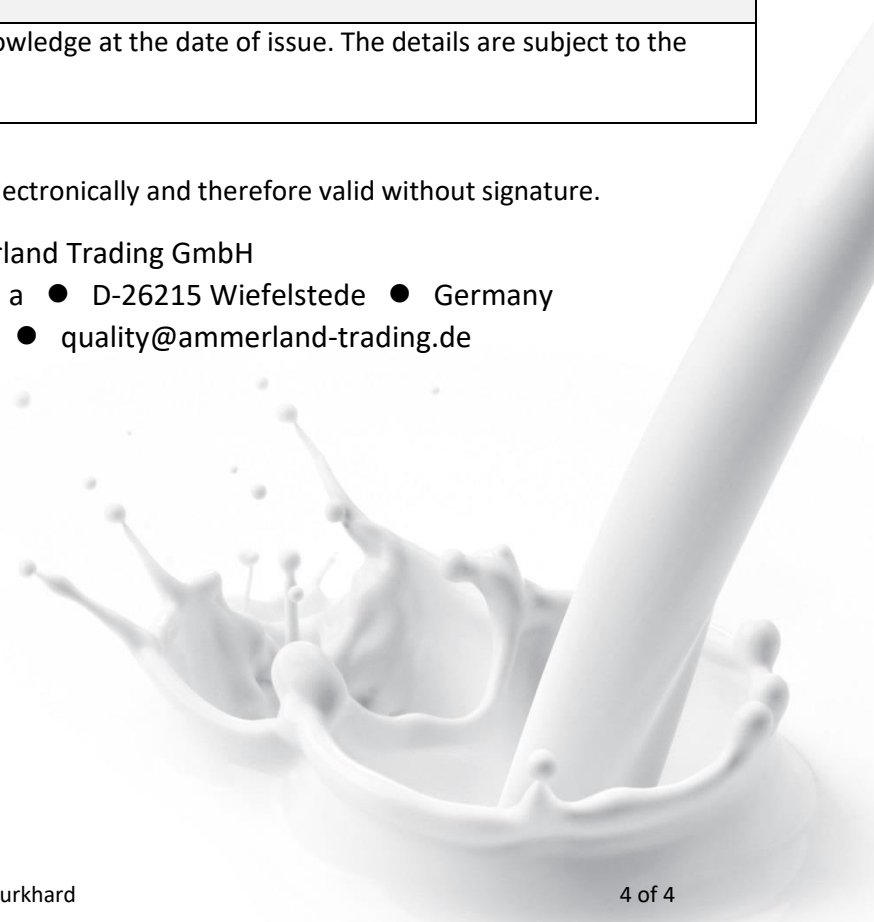 owledge at the date of issue. The details are subject to the
ectronically and therefore valid without signature.
rland Trading GmbH
a ● D-26215 Wiefelstede ● Germany
● quality@ammerland-trading.de
urkhard
4 of 4